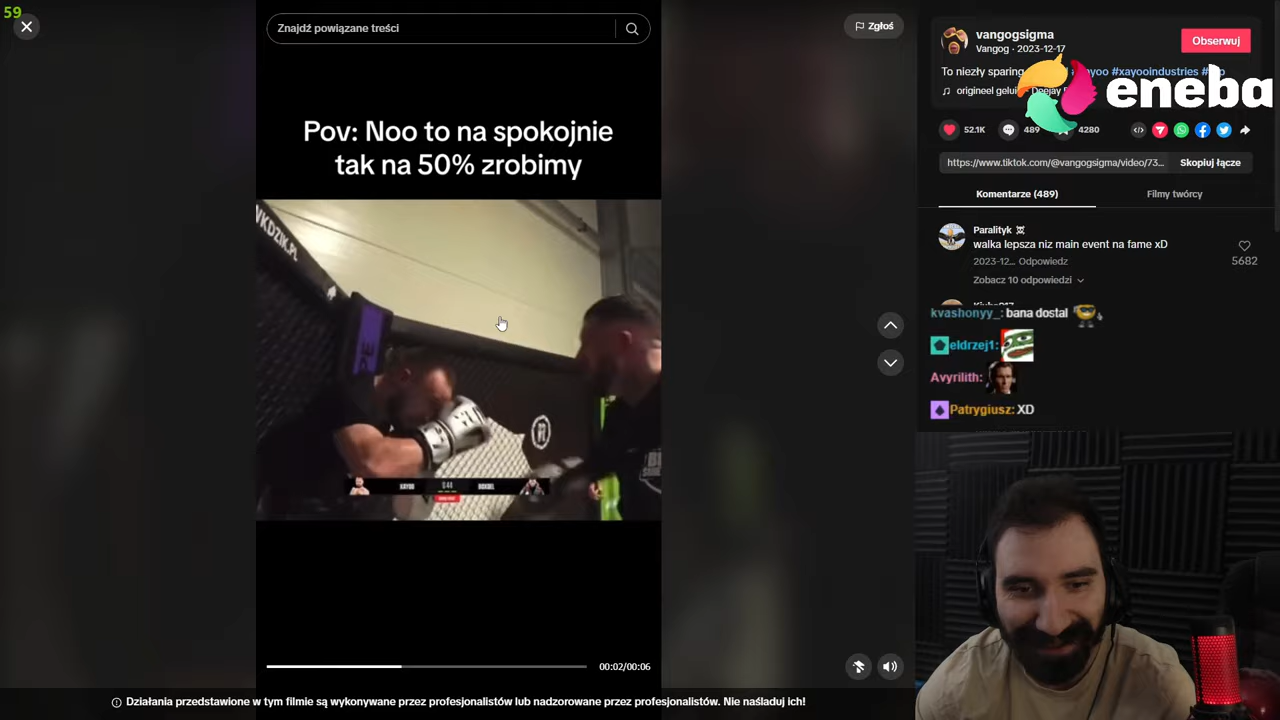 59
Znajdź powiązane treści
Zgłoś
Pov: Noo to na spokojnie
tak na 50% zrobimy
WKDZIK.PL
XAYOO
vangogsigma
Vangog · 2023-12-17
Obserwuj
To niezły sparing #xayooindustries
eneba
origineel geluid - Deejay
52.1K
489
4280
https://www.tiktok.com/@vangogsigma/video/73...
Skopiuj łącze
Komentarze (489)
Filmy twórcy
Paralityk
walka lepsza niz main event na fame xD
2023-12... Odpowiedz
5682
Zobacz 10 odpowiedzi
kvashonyy_: bana dostal
eldrzej1:
Avyrilith:
Patrygiusz: XD
00:02/00:06
Działania przedstawione w tym filmie są wykonywane przez profesjonalistów lub nadzorowane przez profesjonalistów. Nie naśladuj ich!